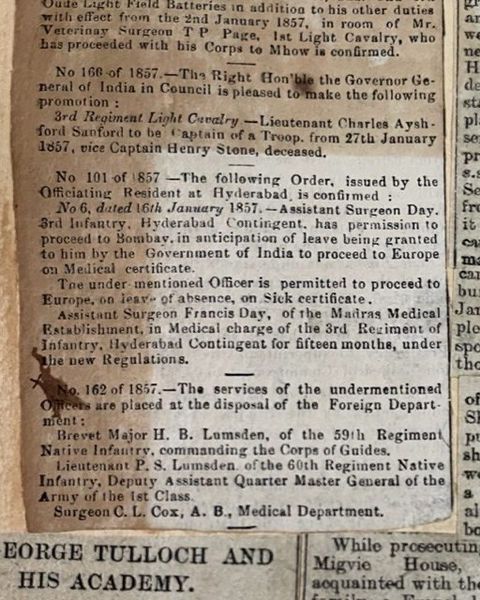 Oude Light Field Batteries in addition to his other duties
with effect from the 2nd January 1857, in room of Mr.
Veterinary Surgeon T P Page, 1st Light Cavalry, who
has proceeded with his Corps to Mhow is confirmed.
No 166 of 1857.—The Right Hon'ble the Governor Ge-
neral of India in Council is pleased to make the following
promotion :
3rd Regiment Light Cavalry —Lieutenant Charles Aysh-
ford Sanford to be Captain of a Troop. from 27th January
1857, vice Captain Henry Stone, deceased.
No 101 of 1857 —The following Order, issued by the
Officiating Resident at Hyderabad, is confirmed :
No 6, dated 16th January 1857.—Assistant Surgeon Day.
3rd Infantry, Hyderabad Contingent, has permission to
proceed to Bombay, in anticipation of leave being granted
to him by the Government of India to proceed to Europe
on Medical certificate.
Tne under-mentioned Officer is permitted to proceed to
Europe, on leave of absence, on Sick certificate.
Assistant Surgeon Francis Day, of the Madras Medical
Establishment, in Medical charge of the 3rd Regiment of
Infantry, Hyderabad Contingent for fifteen months, under
the new Regulations.
No. 162 of 1857.—The services of the undermentioned
Officers are placed at the disposal of the Foreign Depart-
ment :
Brevet Major H. B. Lumsden, of the 59th Regiment
Native Infantry, commanding the Corps of Guides.
Lieutenant P. S. Lumsden, of the 60th Regiment Native
Infantry, Deputy Assistant Quarter Master General of the
Army of the 1st Class
Surgeon C. L. Cox, A. B., Medical Department.
EORGE TULLOCH AND
HIS ACADEMY.
While prosecuting
Migvie House,
acquainted with the